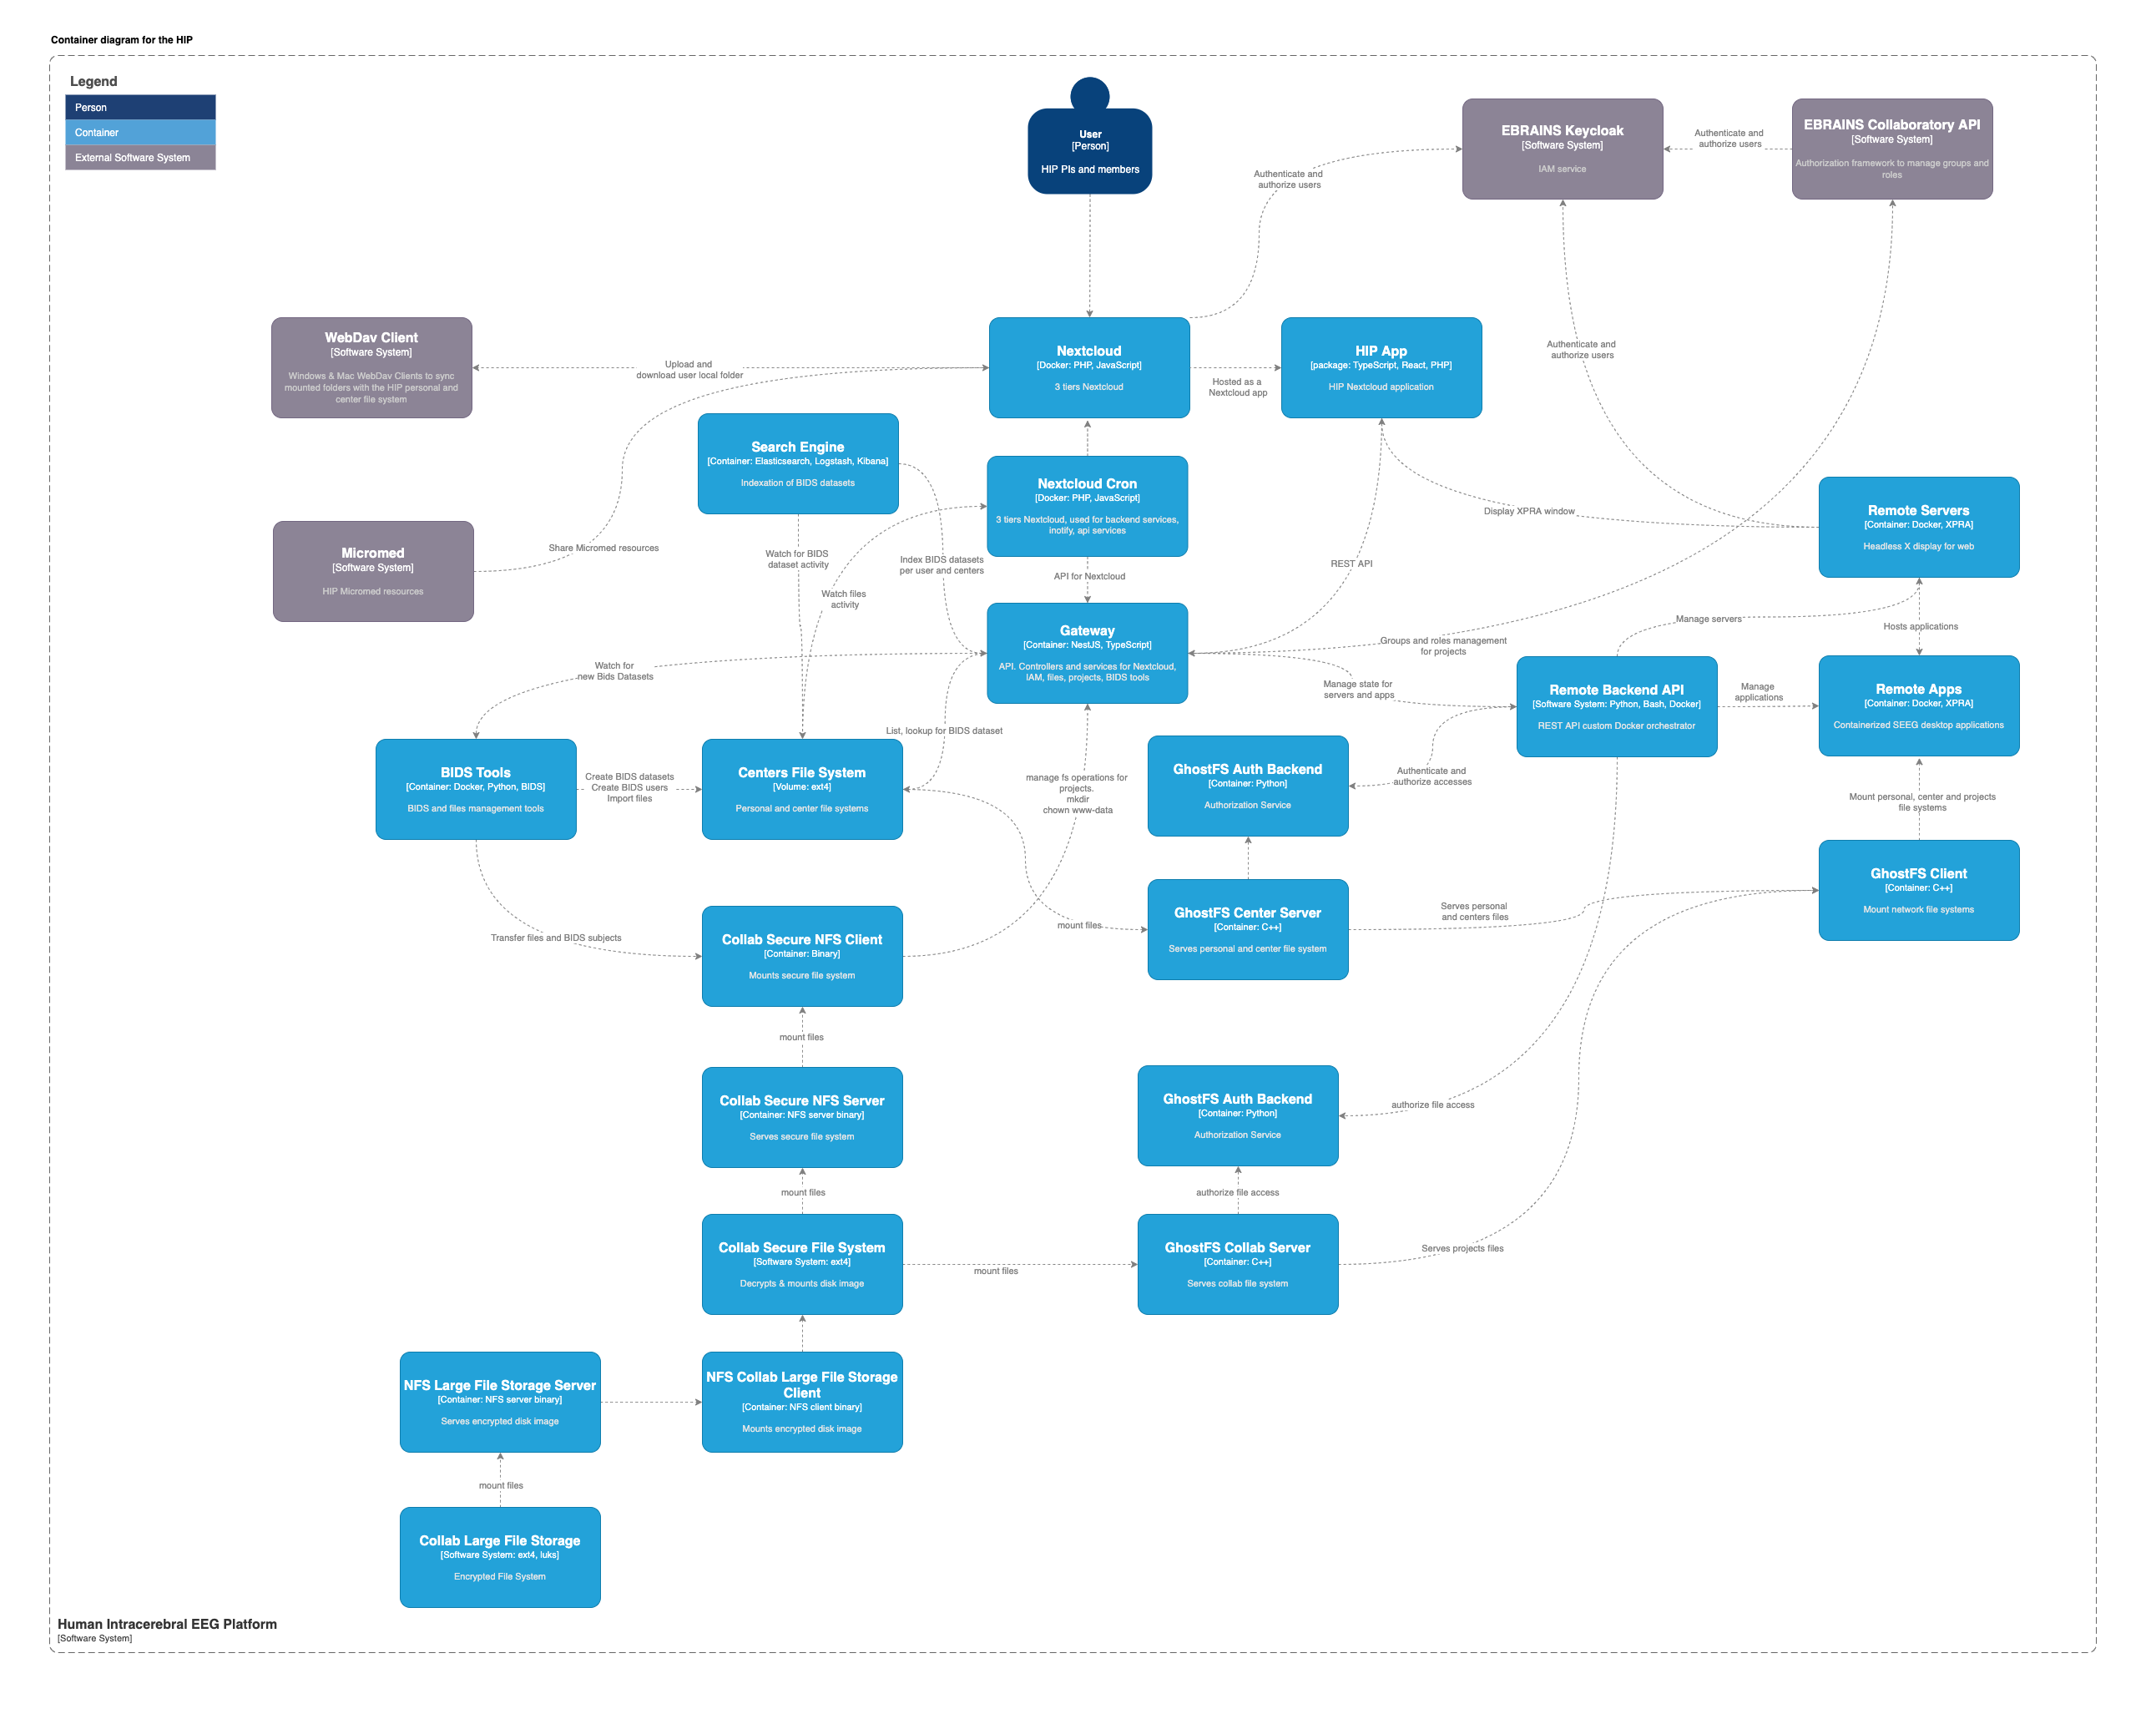 Container diagram for the HIP
Legend
Person
Container
External Software System
User
[Person]
HIP PIs and members
EBRAINS Keycloak
[Software System]
IAM service
Authenticate and
authorize users
EBRAINS Collaboratory API
[Software System]
Authorization framework to manage groups and
roles
Authenticate and
authorize users
WebDav Client
[Software System]
Windows & Mac WebDav Clients to sync
mounted folders with the HIP personal and
center file system
Upload and
download user local folder
Nextcloud
[Docker: PHP, JavaScript]
3 tiers Nextcloud
Hosted as a
Nextcloud app
HIP App
[package: TypeScript, React, PHP]
HIP Nextcloud application
Authenticate and
authorize users
Search Engine
[Container: Elasticsearch, Logstash, Kibana]
Indexation of BIDS datasets
Nextcloud Cron
[Docker: PHP, JavaScript]
3 tiers Nextcloud, used for backend services,
inotify, api services
Display XPRA window
Remote Servers
[Container: Docker, XPRA]
Headless X display for web
Micromed
[Software System]
HIP Micromed resources
Share Micromed resources
Watch for BIDS
dataset activity
Index BIDS datasets
per user and centers
Watch files
activity
API for Nextcloud
REST API
Gateway
[Container: NestJS, TypeScript]
API. Controllers and services for Nextcloud,
IAM, files, projects, BIDS tools
Groups and roles management
for projects
Manage servers
Hosts applications
Watch for
new Bids Datasets
Manage state for
servers and apps
Remote Backend API
[Software System: Python, Bash, Docker]
REST API custom Docker orchestrator
Manage
applications
Remote Apps
[Container: Docker, XPRA]
Containerized SEEG desktop applications
List, lookup for BIDS dataset
BIDS Tools
[Container: Docker, Python, BIDS]
BIDS and files management tools
Create BIDS datasets
Create BIDS users
Import files
Centers File System
[Volume: ext4]
Personal and center file systems
manage fs operations for
projects.
mkdir
chown www-data
GhostFS Auth Backend
[Container: Python]
Authorization Service
Authenticate and
authorize accesses
Mount personal, center and projects
file systems
GhostFS Client
[Container: C++]
Mount network file systems
Transfer files and BIDS subjects
Collab Secure NFS Client
[Container: Binary]
Mounts secure file system
mount files
GhostFS Center Server
[Container: C++]
Serves personal and center file system
Serves personal
and centers files
mount files
Collab Secure NFS Server
[Container: NFS server binary]
Serves secure file system
GhostFS Auth Backend
[Container: Python]
Authorization Service
authorize file access
mount files
authorize file access
Collab Secure File System
[Software System: ext4]
Decrypts & mounts disk image
mount files
GhostFS Collab Server
[Container: C++]
Serves collab file system
Serves projects files
NFS Large File Storage Server
[Container: NFS server binary]
Serves encrypted disk image
NFS Collab Large File Storage
Client
[Container: NFS client binary]
Mounts encrypted disk image
mount files
Collab Large File Storage
[Software System: ext4, luks]
Encrypted File System
Human Intracerebral EEG Platform
[Software System]